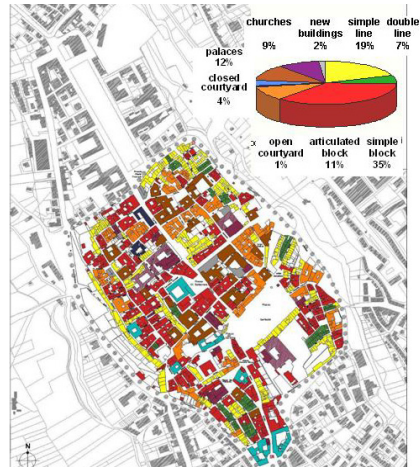 churches new simple double
buildings line line
palaces 9% 2% 19% 7%
12%
closed
courtyard
4%
open articulated simple
courtyard block block
1% 11% 35%
N